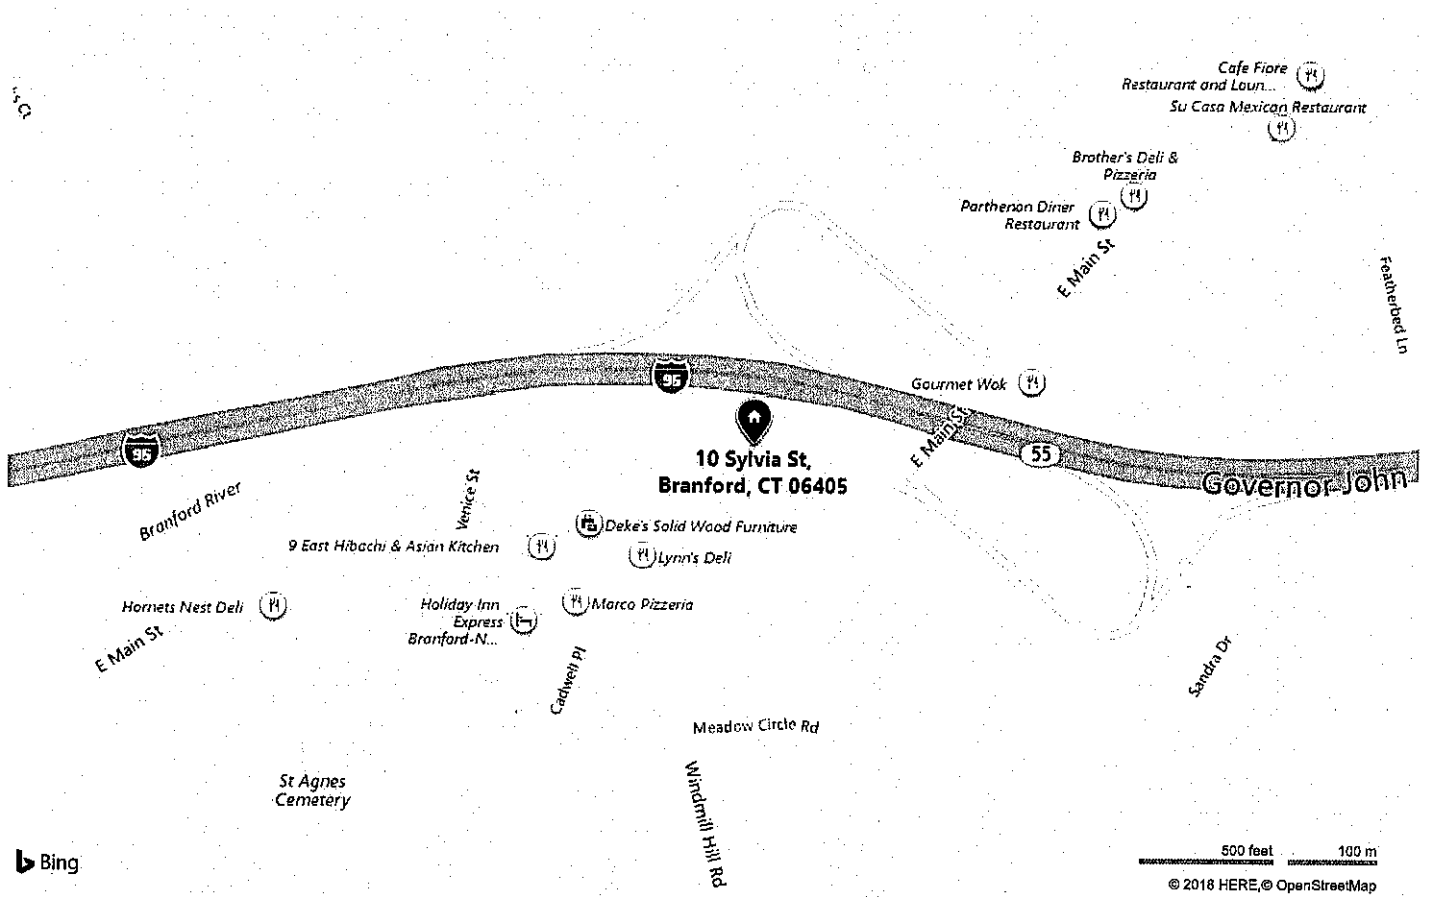 Cafe Fiore
Restaurant and Loun...
Su Casa Mexican Restaurant
Brother's Deli &
Pizzeria
Parthenon Diner
Restaurant
E Main St
Featherbed Ln
95
Gourmet Wok
E Main St
10 Sylvia St,
Branford, CT 06405
55
Governor John
95
Branford River
Venice St
Deke's Solid Wood Furniture
9 East Hibachi & Asian Kitchen
Lynn's Deli
Hornets Nest Deli
Holiday Inn
Express
Branford-N...
Marco Pizzeria
E Main St
Cadwell Pl
Sandra Dr
Meadow Circle Rd
St Agnes
Cemetery
Windmill Hill Rd
Bing
500 feet
100 m
© 2018 HERE,© OpenStreetMap